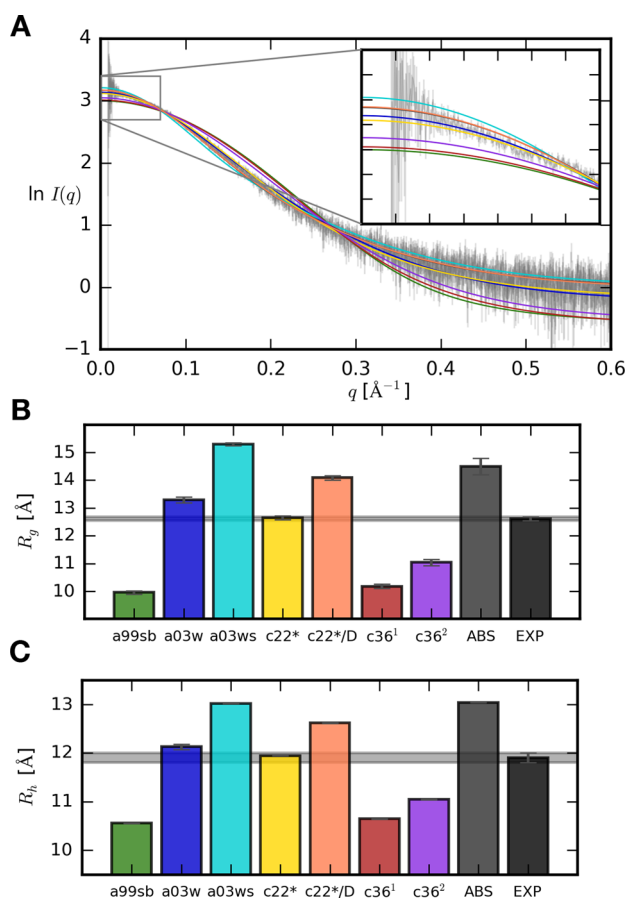 A
4
3
2
ln I(q)
1
0
−1
0.0 0.1 0.2 0.3 0.4 0.5 0.6
q [Å⁻¹]
B
15
14
13
12
11
10
R_g [Å]
a99sb a03w a03ws c22* c22*/D c36¹ c36² ABS EXP
C
13
12
11
10
R_h [Å]
a99sb a03w a03ws c22* c22*/D c36¹ c36² ABS EXP